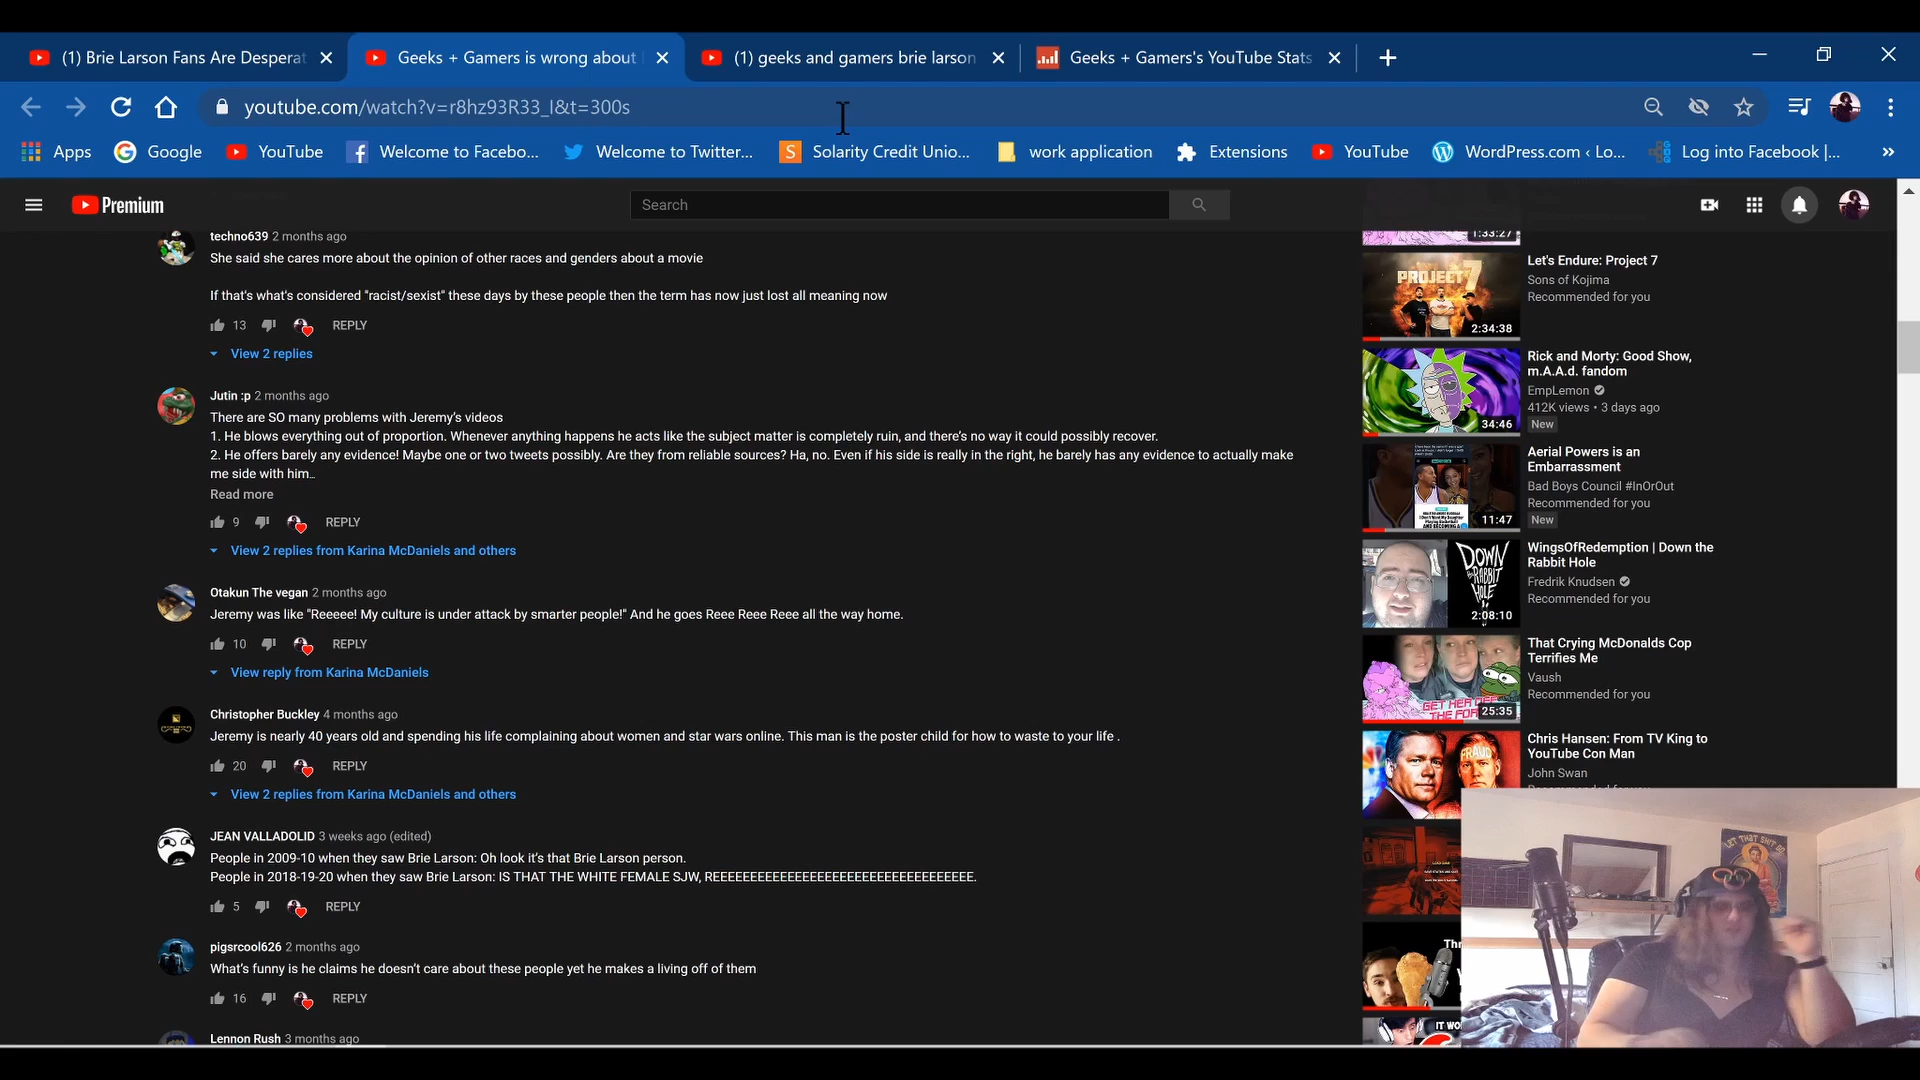 (1) Brie Larson Fans Are Desperat
Geeks + Gamers is wrong about
(1) geeks and gamers brie larson
Geeks + Gamers's YouTube Stats
youtube.com/watch?v=r8hz93R33_I&t=300s
Apps
Google
YouTube
Welcome to Facebo...
Welcome to Twitter...
Solarity Credit Unio...
work application
Extensions
YouTube
WordPress.com ‹ Lo...
Log into Facebook |...
Premium
Search
techno639 2 months ago
She said she cares more about the opinion of other races and genders about a movie
If that's what's considered "racist/sexist" these days by these people then the term has now just lost all meaning now
13 REPLY
View 2 replies
Jutin :p 2 months ago
There are SO many problems with Jeremy's videos
1. He blows everything out of proportion. Whenever anything happens he acts like the subject matter is completely ruin, and there's no way it could possibly recover.
2. He offers barely any evidence! Maybe one or two tweets possibly. Are they from reliable sources? Ha, no. Even if his side is really in the right, he barely has any evidence to actually make
me side with him…
Read more
9 REPLY
View 2 replies from Karina McDaniels and others
Otakun The vegan 2 months ago
Jeremy was like "Reeeee! My culture is under attack by smarter people!" And he goes Reee Reee Reee all the way home.
10 REPLY
View reply from Karina McDaniels
Christopher Buckley 4 months ago
Jeremy is nearly 40 years old and spending his life complaining about women and star wars online. This man is the poster child for how to waste to your life .
20 REPLY
View 2 replies from Karina McDaniels and others
JEAN VALLADOLID 3 weeks ago (edited)
People in 2009-10 when they saw Brie Larson: Oh look it's that Brie Larson person.
People in 2018-19-20 when they saw Brie Larson: IS THAT THE WHITE FEMALE SJW, REEEEEEEEEEEEEEEEEEEEEEEEEEEEEEEEEEE.
5 REPLY
pigsrcool626 2 months ago
What's funny is he claims he doesn't care about these people yet he makes a living off of them
16 REPLY
Lennon Rush 3 months ago
1:33:27
PROJECT 7
2:34:38
Let's Endure: Project 7
Sons of Kojima
Recommended for you
34:46
Rick and Morty: Good Show,
m.A.A.d. fandom
EmpLemon
412K views • 3 days ago
New
11:47
Aerial Powers is an
Embarrassment
Bad Boys Council #InOrOut
Recommended for you
New
DOWN
THE
RABBIT
HOLE
2:08:10
WingsOfRedemption | Down the
Rabbit Hole
Fredrik Knudsen
Recommended for you
25:35
That Crying McDonalds Cop
Terrifies Me
Vaush
Recommended for you
FRAUD
Chris Hansen: From TV King to
YouTube Con Man
John Swan
LET THAT SHIT GO
Thr
IT WO